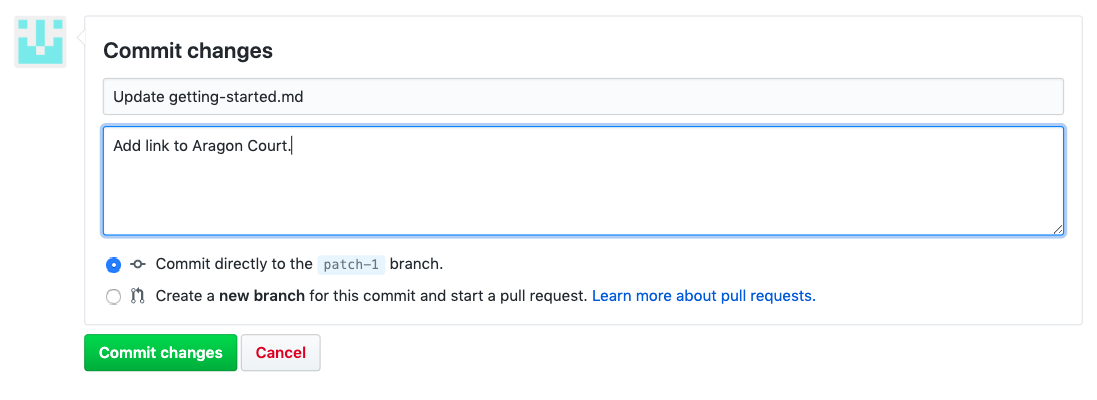 Commit changes
Update getting-started.md
Add link to Aragon Court.
Commit directly to the patch-1 branch.
Create a new branch for this commit and start a pull request. Learn more about pull requests.
Commit changes Cancel